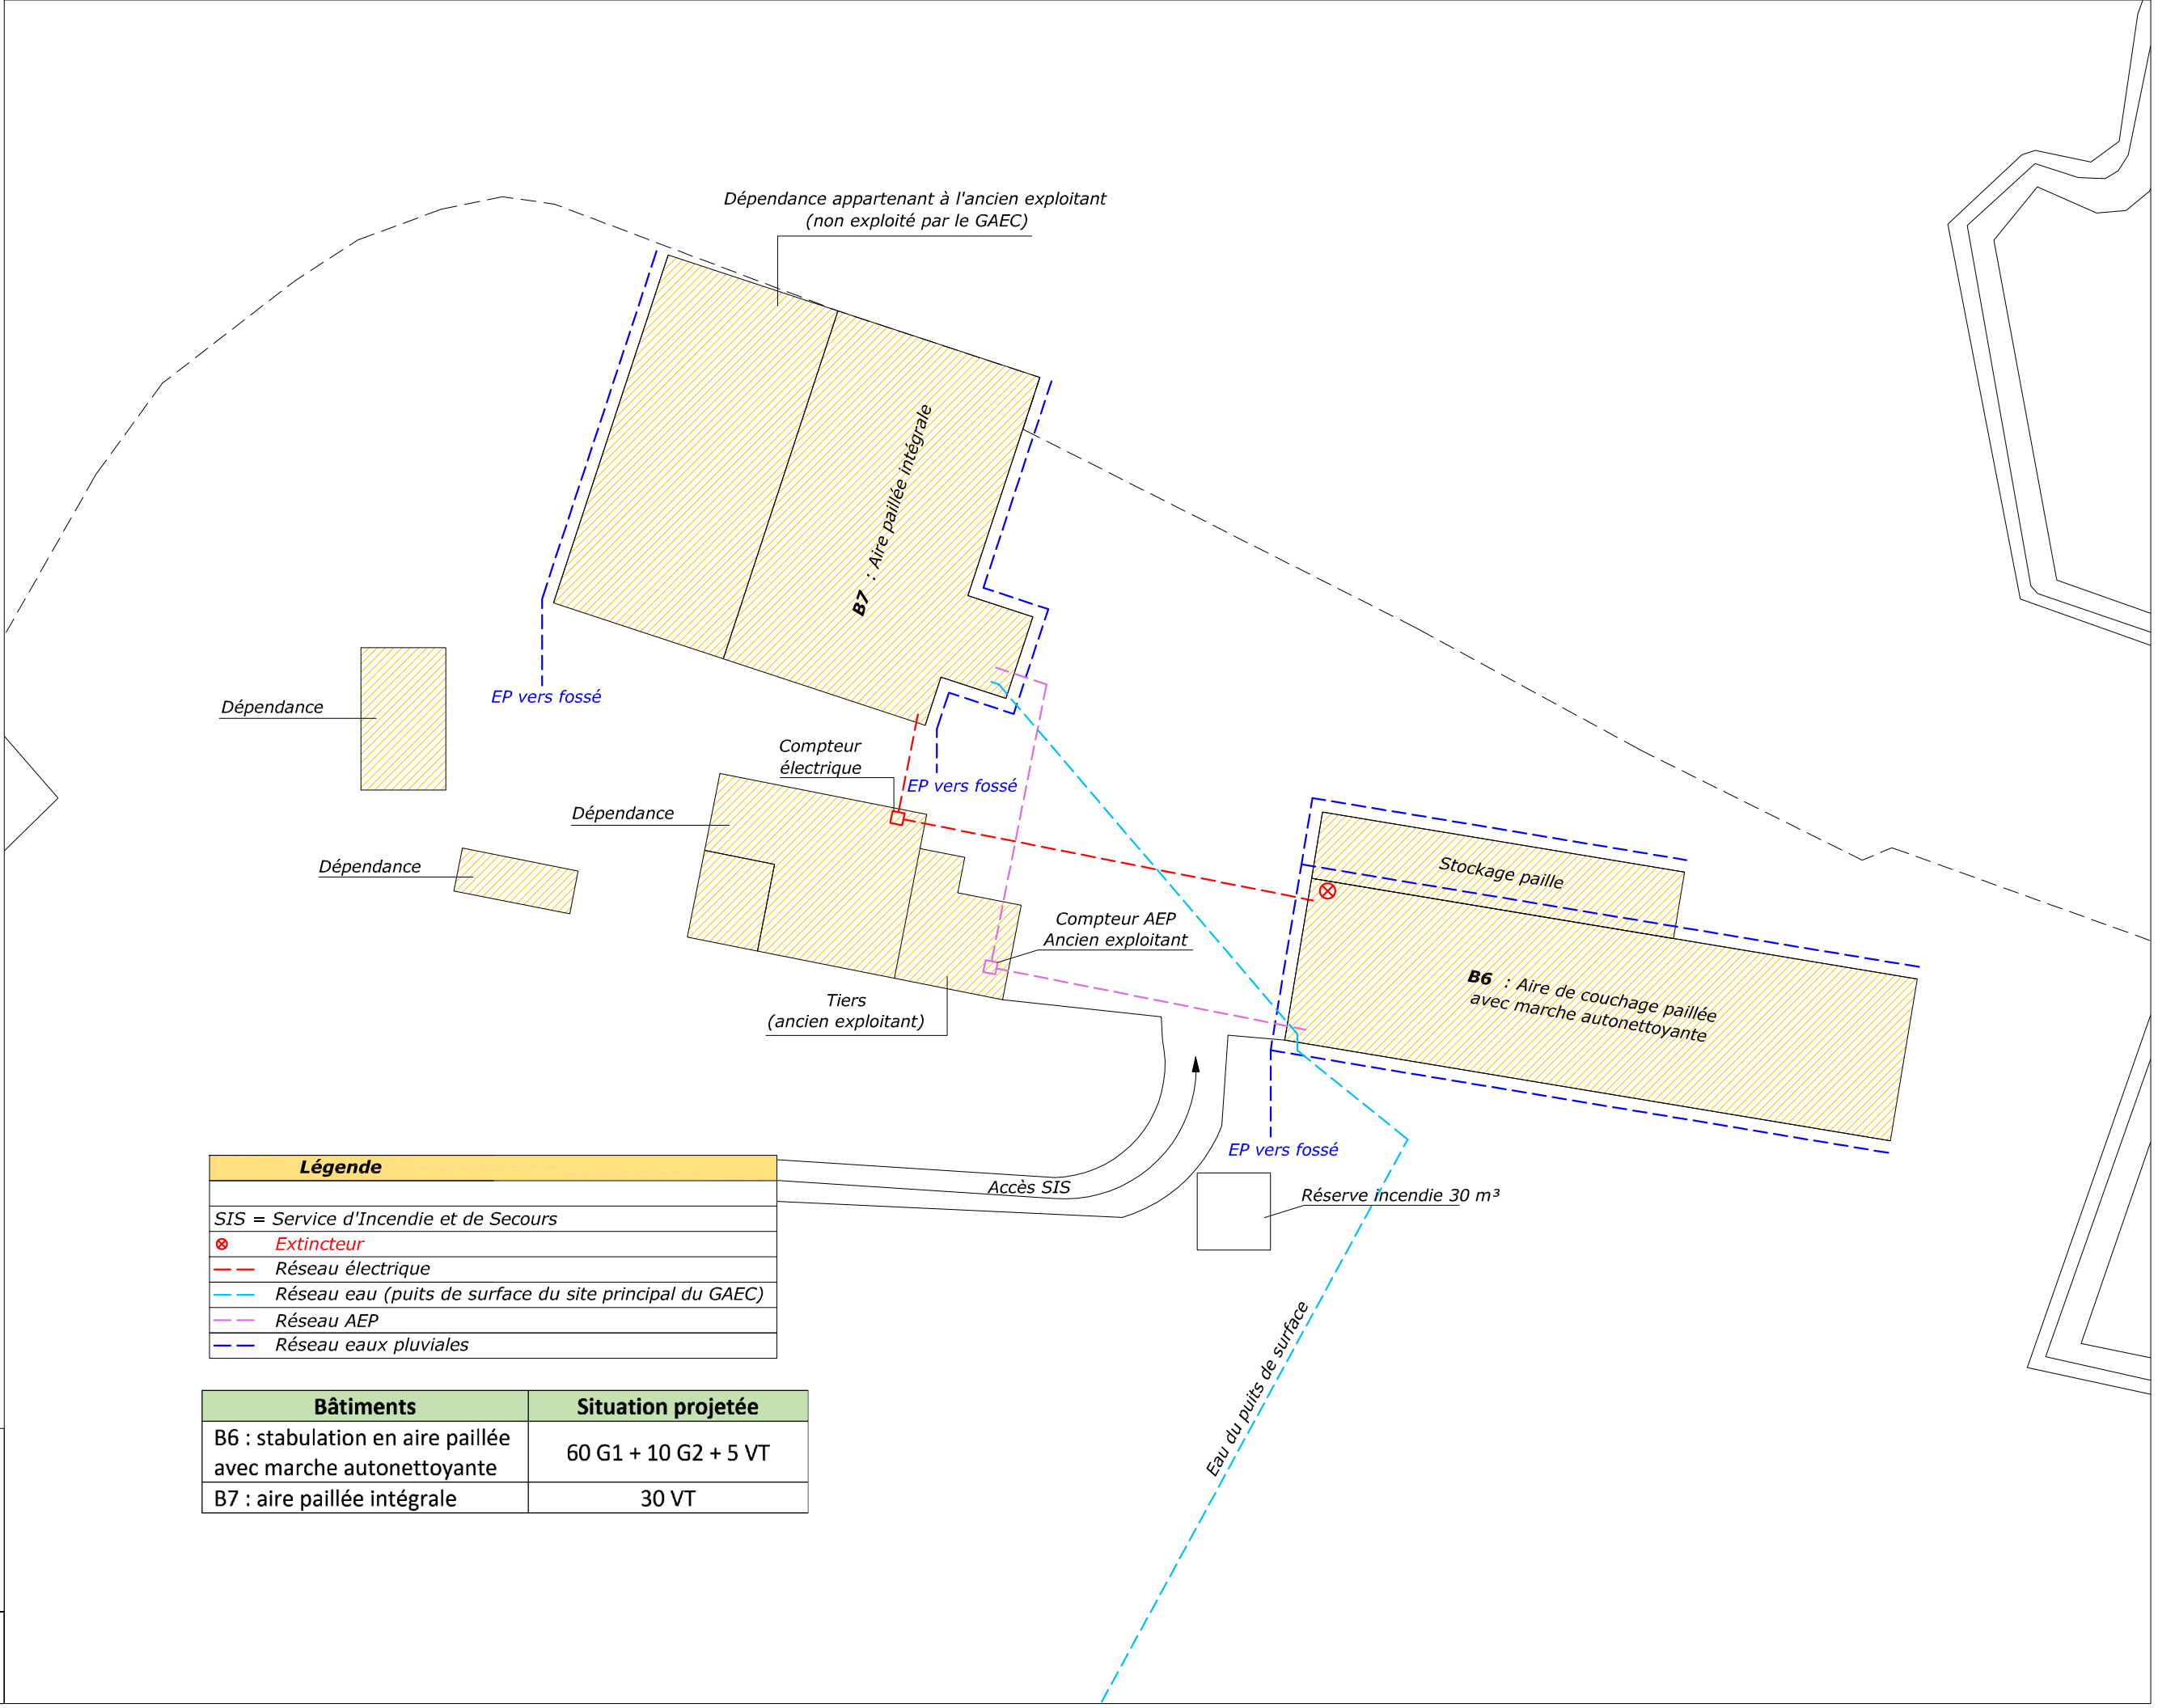 Dépendance appartenant à l'ancien exploitant
(non exploité par le GAEC)
B7 : Aire paillée intégrale
Dépendance
EP vers fossé
Compteur
électrique
EP vers fossé
Dépendance
Dépendance
Stockage paille
Compteur AEP
Ancien exploitant
B6 : Aire de couchage paillée
avec marche autonettoyante
Tiers
(ancien exploitant)
EP vers fossé
Accès SIS
Réserve incendie 30 m³
Eau du puits de surface
Légende
SIS = Service d'Incendie et de Secours
Extincteur
Réseau électrique
Réseau eau (puits de surface du site principal du GAEC)
Réseau AEP
Réseau eaux pluviales
Bâtiments Situation projetée
B6 : stabulation en aire paillée
avec marche autonettoyante
60 G1 + 10 G2 + 5 VT
B7 : aire paillée intégrale 30 VT